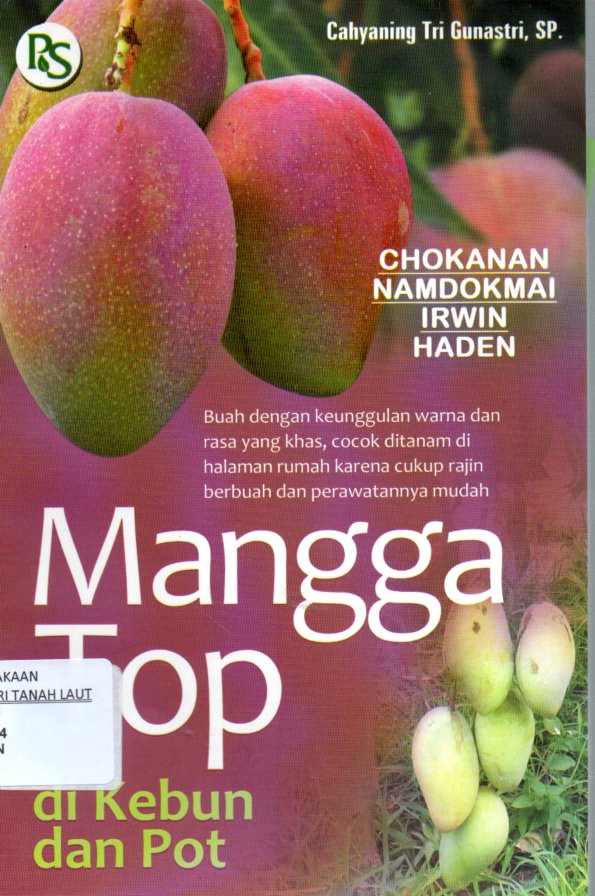 PS
Cahyaning Tri Gunastri, SP.
CHOKANAN
NAMDOKMAI
IRWIN
HADEN
Buah dengan keunggulan warna dan
rasa yang khas, cocok ditanam di
halaman rumah karena cukup rajin
berbuah dan perawatannya mudah
Mangga
Top
di Kebun
dan Pot
AKAAN
RI TANAH LAUT
4
N